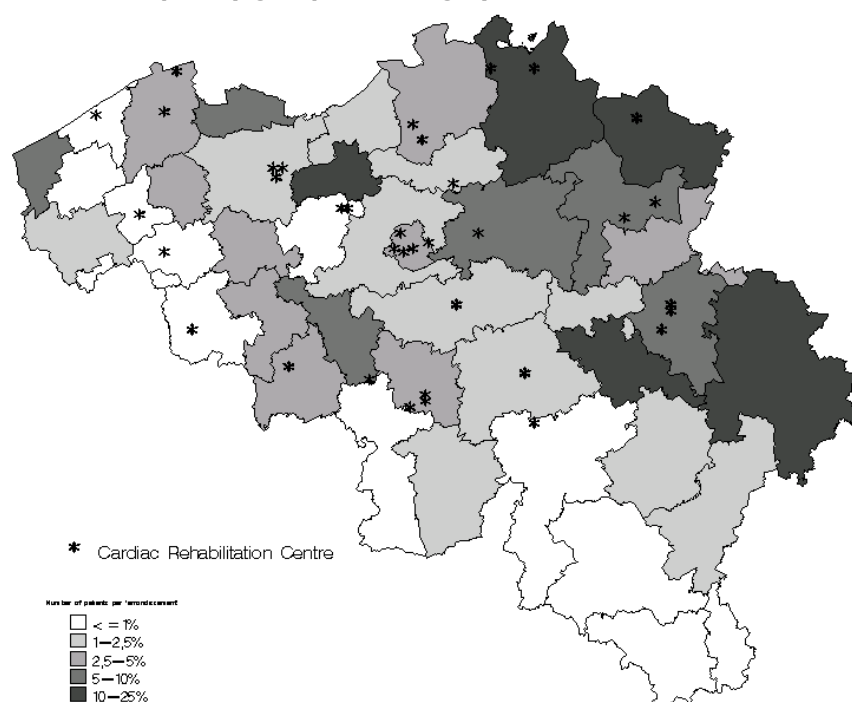 * Cardiac Rehabilitation Centre
Number of patients per 'arrondissement'
< = 1%
1–2,5%
2,5–5%
5–10%
10–25%